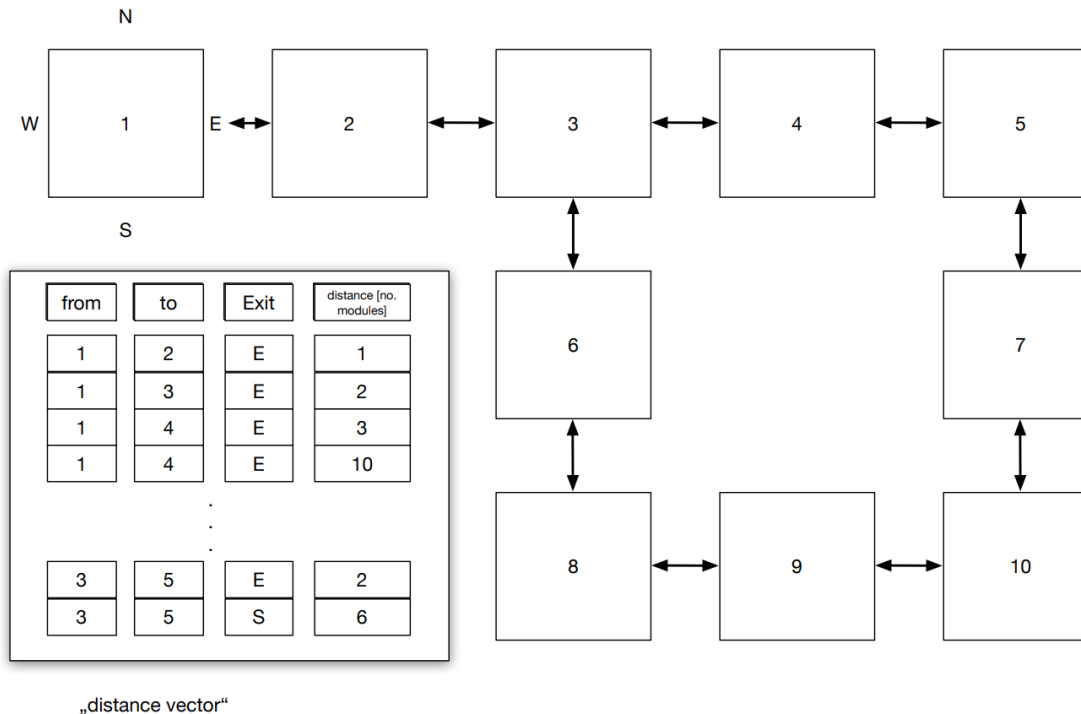 N
W 1 E 2 3 4 5
S
from to Exit distance [no. modules]
1 2 E 1
1 3 E 2
1 4 E 3
1 4 E 10
.
.
.
3 5 E 2
3 5 S 6
6 7
8 9 10
„distance vector“